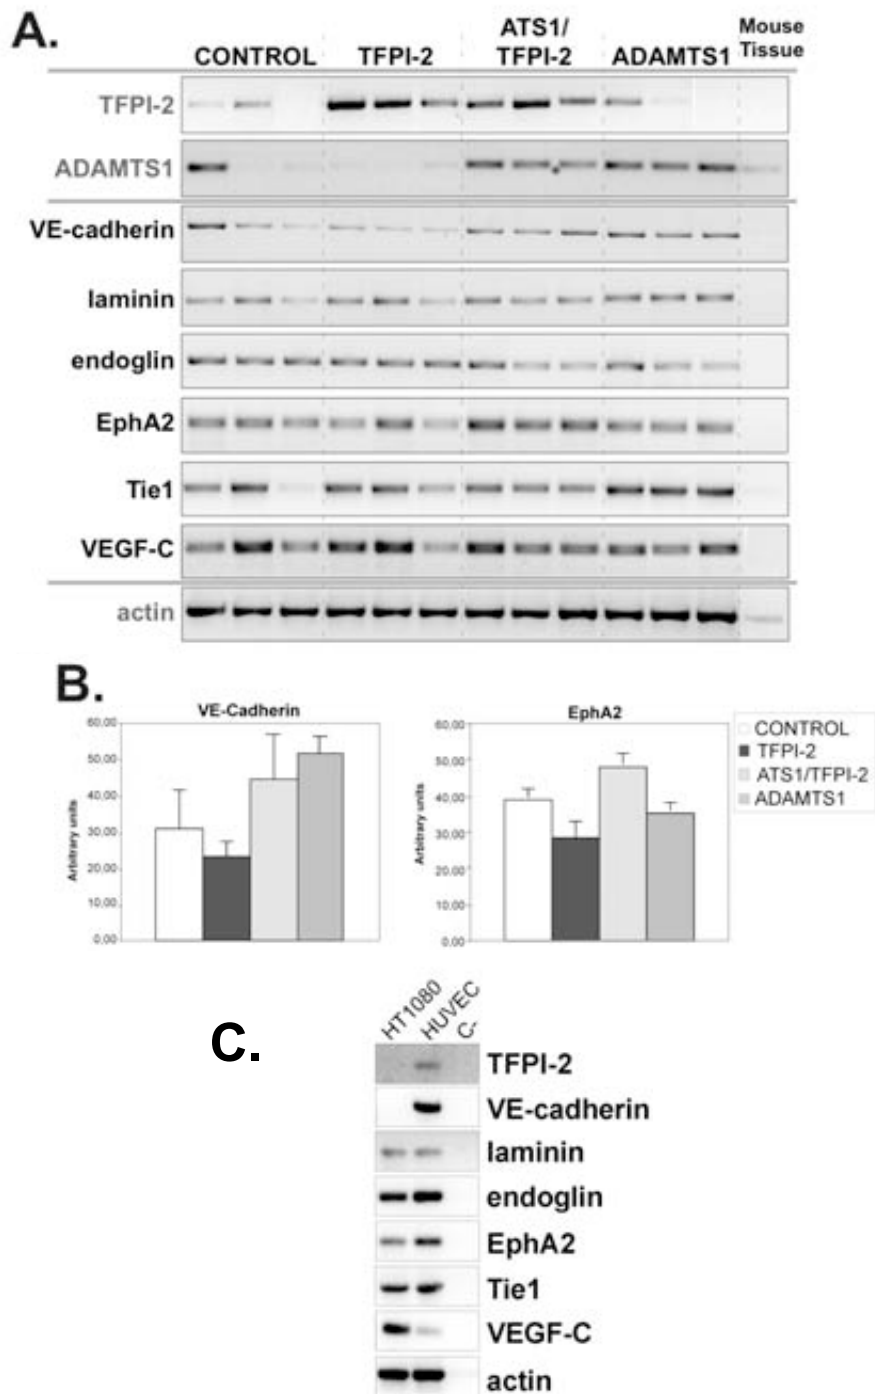 A.
CONTROL TFPI-2 ATS1/ TFPI-2 ADAMTS1 Mouse Tissue
TFPI-2
ADAMTS1
VE-cadherin
laminin
endoglin
EphA2
Tie1
VEGF-C
actin
B.
VE-Cadherin
60.00
50.00
40.00
30.00
20.00
10.00
0.00
Arbitrary units
EphA2
60.00
50.00
40.00
30.00
20.00
10.00
0.00
Arbitrary units
CONTROL
TFPI-2
ATS1/TFPI-2
ADAMTS1
C.
HT1080 HUVEC C-
TFPI-2
VE-cadherin
laminin
endoglin
EphA2
Tie1
VEGF-C
actin